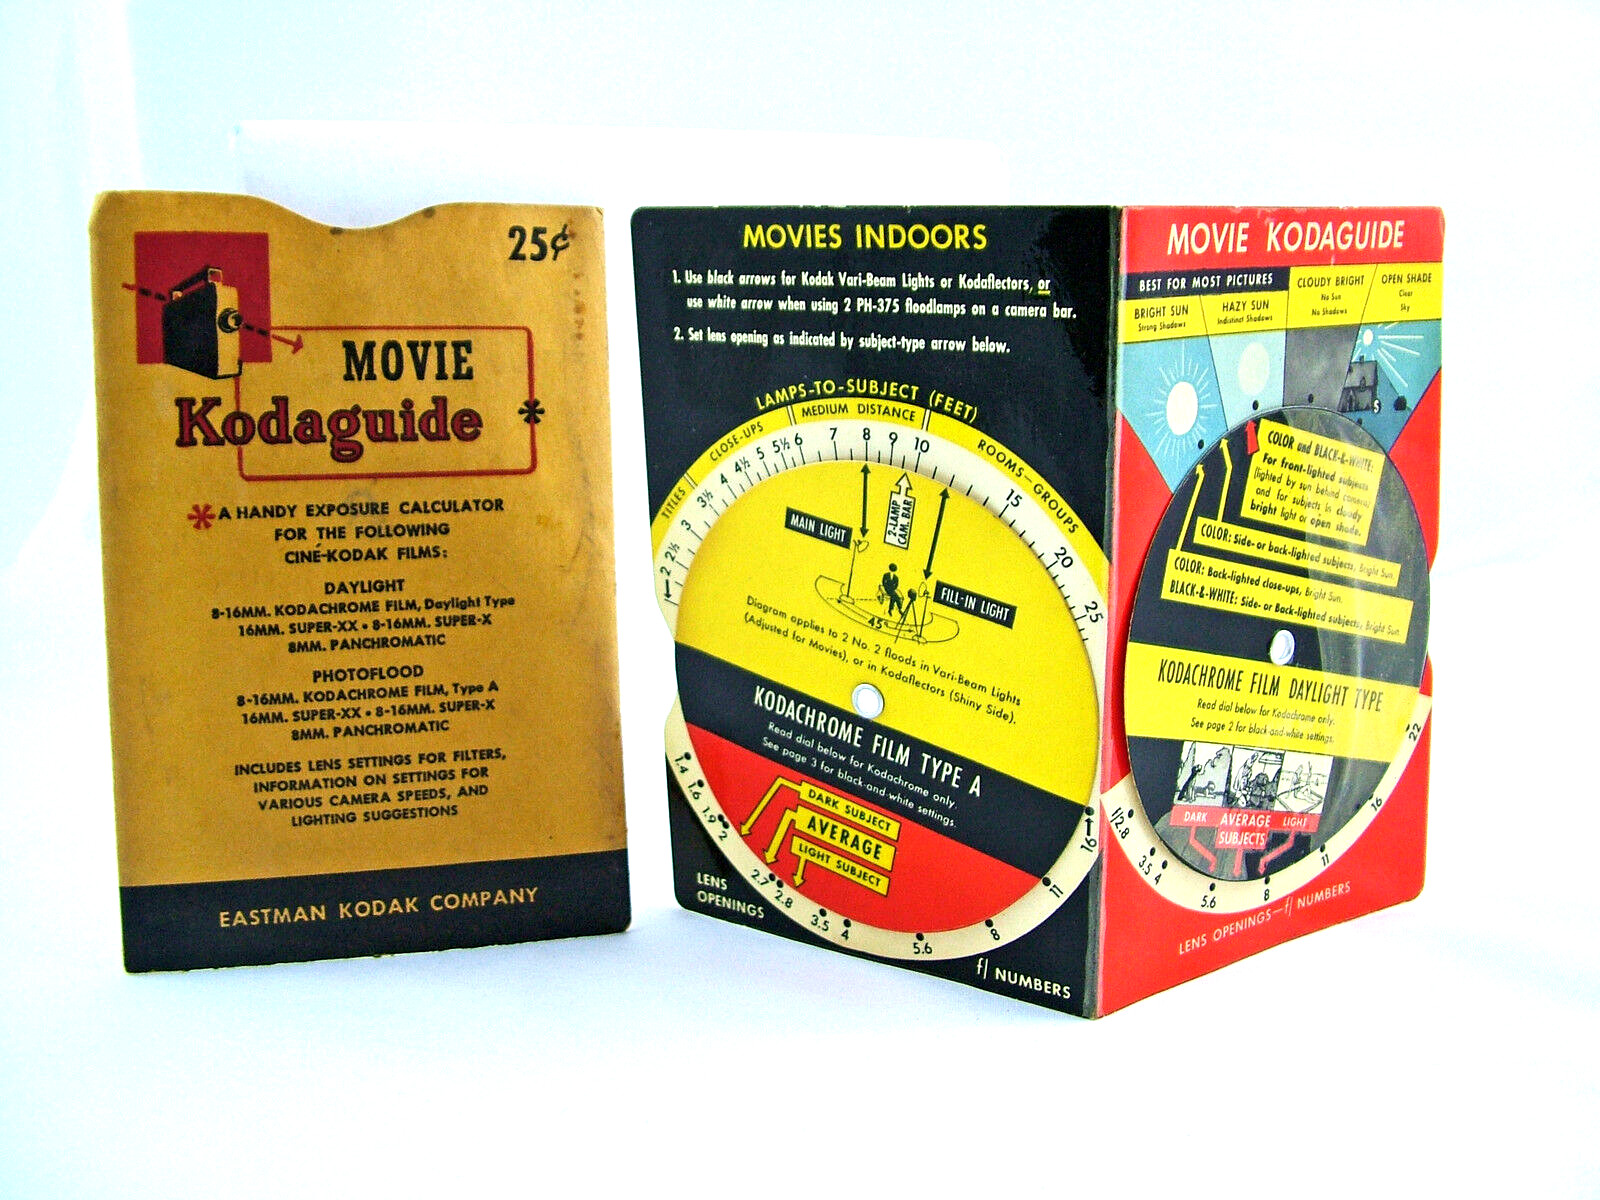 25¢
MOVIE
Kodaguide *
* A HANDY EXPOSURE CALCULATOR
FOR THE FOLLOWING
CINÉ-KODAK FILMS:
DAYLIGHT
8-16MM. KODACHROME FILM, Daylight Type
16MM. SUPER-XX • 8-16MM. SUPER-X
8MM. PANCHROMATIC
PHOTOFLOOD
8-16MM. KODACHROME FILM, Type A
16MM. SUPER-XX • 8-16MM. SUPER-X
8MM. PANCHROMATIC
INCLUDES LENS SETTINGS FOR FILTERS,
INFORMATION ON SETTINGS FOR
VARIOUS CAMERA SPEEDS, AND
LIGHTING SUGGESTIONS
EASTMAN KODAK COMPANY
MOVIES INDOORS
1. Use black arrows for Kodak Vari-Beam Lights or Kodaflectors, or
use white arrow when using 2 PH-375 floodlamps on a camera bar.
2. Set lens opening as indicated by subject-type arrow below.
LAMPS-TO-SUBJECT (FEET)
TITLES CLOSE-UPS MEDIUM DISTANCE ROOMS-GROUPS
2 2½ 3 3½ 4 4½ 5 5½ 6 7 8 9 10 15 20 25
MAIN LIGHT
2-LAMP
CAM. BAR
FILL-IN LIGHT
45°
Diagram applies to 2 No. 2 floods in Vari-Beam Lights
(Adjusted for Movies), or in Kodaflectors (Shiny Side).
KODACHROME FILM TYPE A
Read dial below for Kodachrome only.
See page 3 for black-and-white settings.
DARK SUBJECT
AVERAGE
LIGHT SUBJECT
1.4 1.6 1.9 2 2.7 2.8 3.5 4 5.6 8 11 16
LENS
OPENINGS
f/ NUMBERS
MOVIE KODAGUIDE
BEST FOR MOST PICTURES
BRIGHT SUN
Strong Shadows
HAZY SUN
Indistinct Shadows
CLOUDY BRIGHT
No Sun
No Shadows
OPEN SHADE
Clear
Sky
S
COLOR and BLACK-&-WHITE:
For front-lighted subjects
(lighted by sun behind camera)
and for subjects in cloudy
bright light or open shade.
COLOR: Side- or back-lighted subjects, Bright Sun.
COLOR: Back-lighted close-ups, Bright Sun.
BLACK-&-WHITE: Side- or Back-lighted subjects, Bright Sun.
KODACHROME FILM DAYLIGHT TYPE
Read dial below for Kodachrome only.
See page 2 for black-and-white settings.
DARK AVERAGE LIGHT
SUBJECTS
f/2.8 3.5 4 5.6 8 11 16 22
LENS OPENINGS—f/ NUMBERS